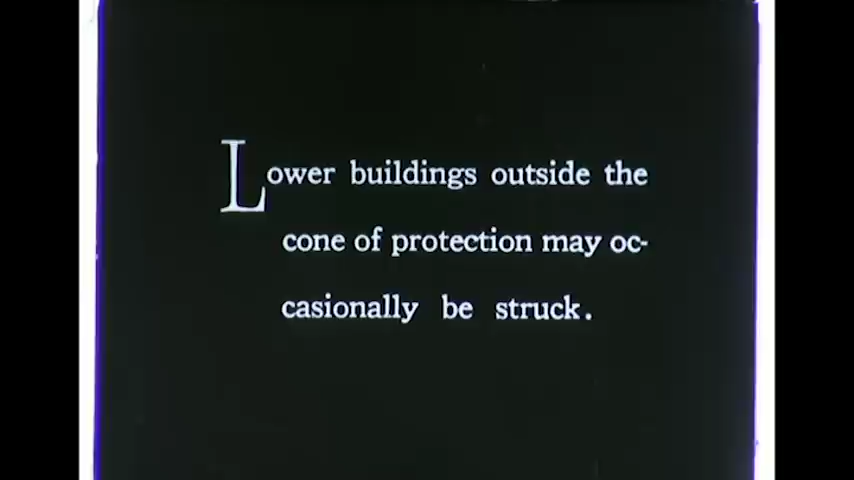 Lower buildings outside the
cone of protection may oc-
casionally be struck.